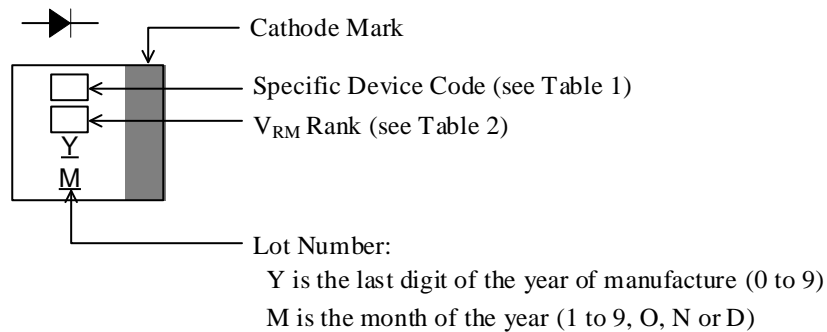 Cathode Mark
Specific Device Code (see Table 1)
VRM Rank (see Table 2)
Y
M
Lot Number:
Y is the last digit of the year of manufacture (0 to 9)
M is the month of the year (1 to 9, O, N or D)